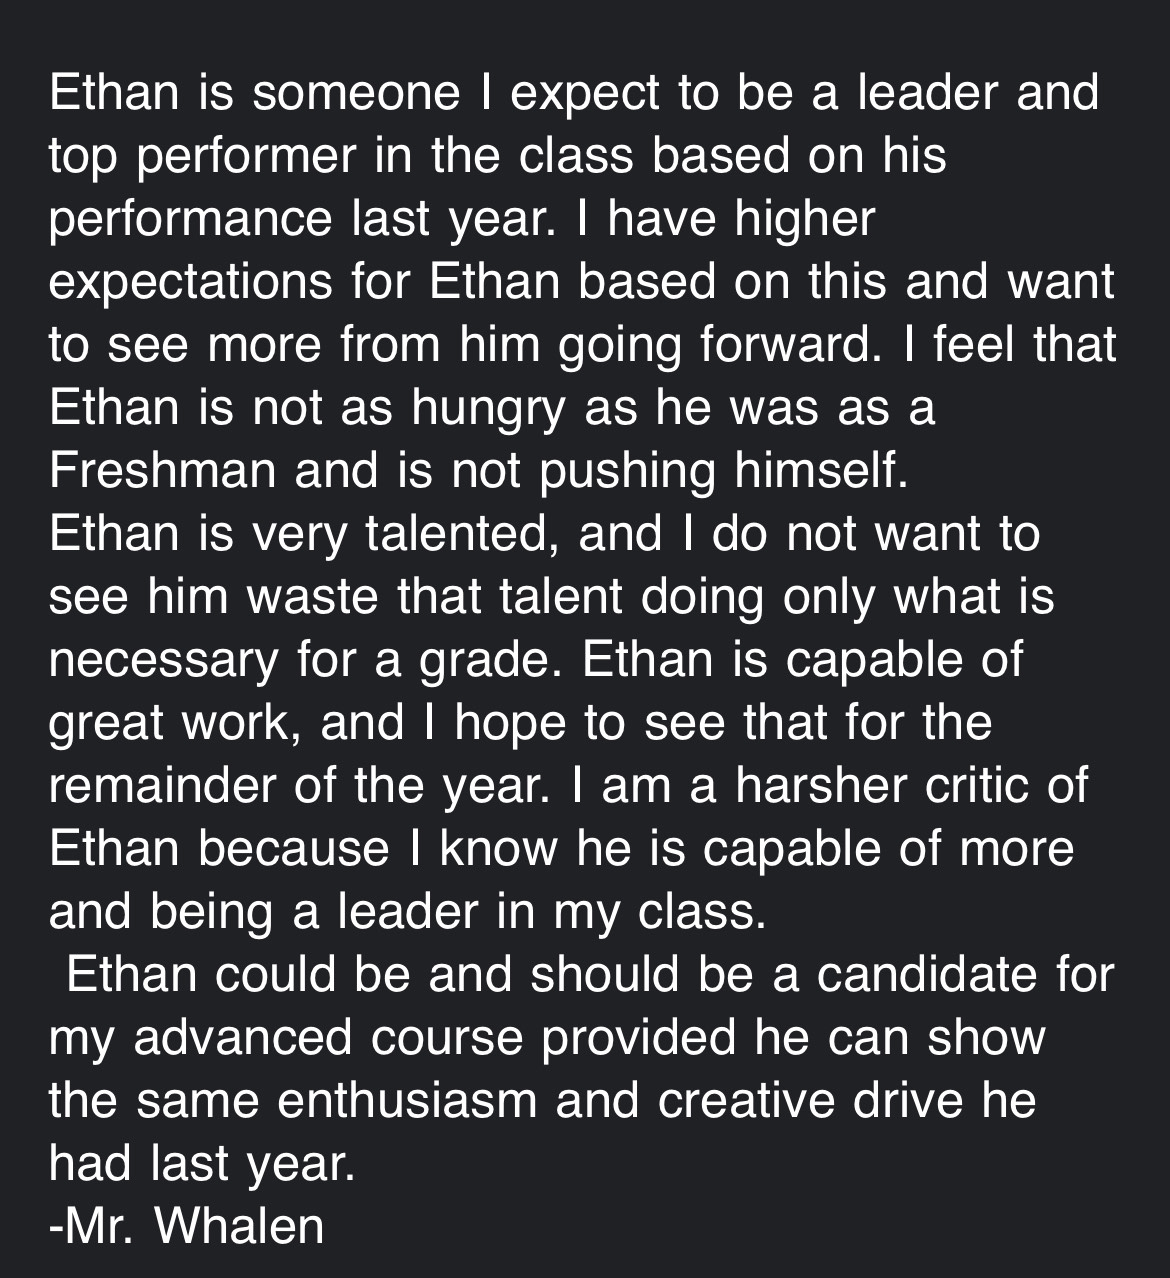 Ethan is someone I expect to be a leader and
top performer in the class based on his
performance last year. I have higher
expectations for Ethan based on this and want
to see more from him going forward. I feel that
Ethan is not as hungry as he was as a
Freshman and is not pushing himself.
Ethan is very talented, and I do not want to
see him waste that talent doing only what is
necessary for a grade. Ethan is capable of
great work, and I hope to see that for the
remainder of the year. I am a harsher critic of
Ethan because I know he is capable of more
and being a leader in my class.
Ethan could be and should be a candidate for
my advanced course provided he can show
the same enthusiasm and creative drive he
had last year.
-Mr. Whalen